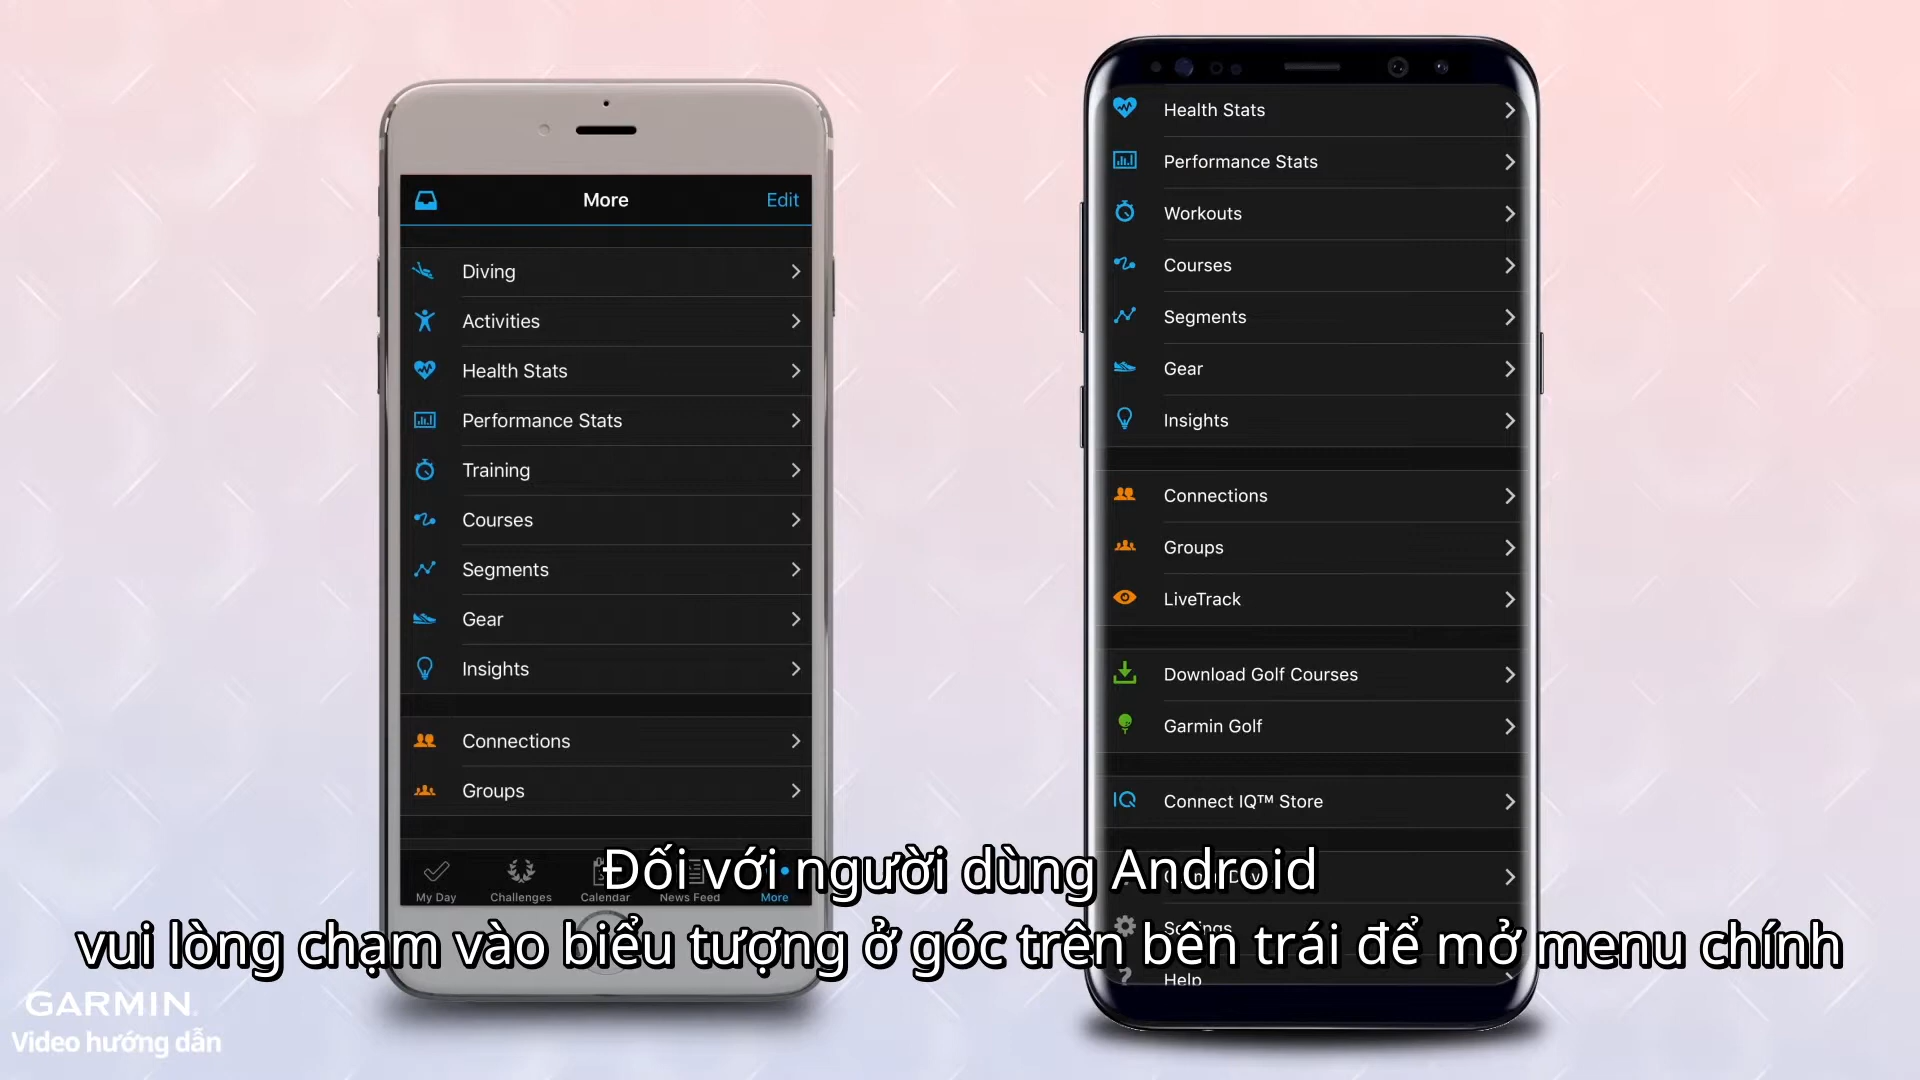 More
Edit
Diving
Activities
Health Stats
Performance Stats
Training
Courses
Segments
Gear
Insights
Connections
Groups
My Day
Challenges
Calendar
News Feed
More
Health Stats
Performance Stats
Workouts
Courses
Segments
Gear
Insights
Connections
Groups
LiveTrack
Download Golf Courses
Garmin Golf
IQ Connect IQ™ Store
Settings
Help
Đối với người dùng Android
vui lòng chạm vào biểu tượng ở góc trên bên trái để mở menu chính
GARMIN.
Video hướng dẫn